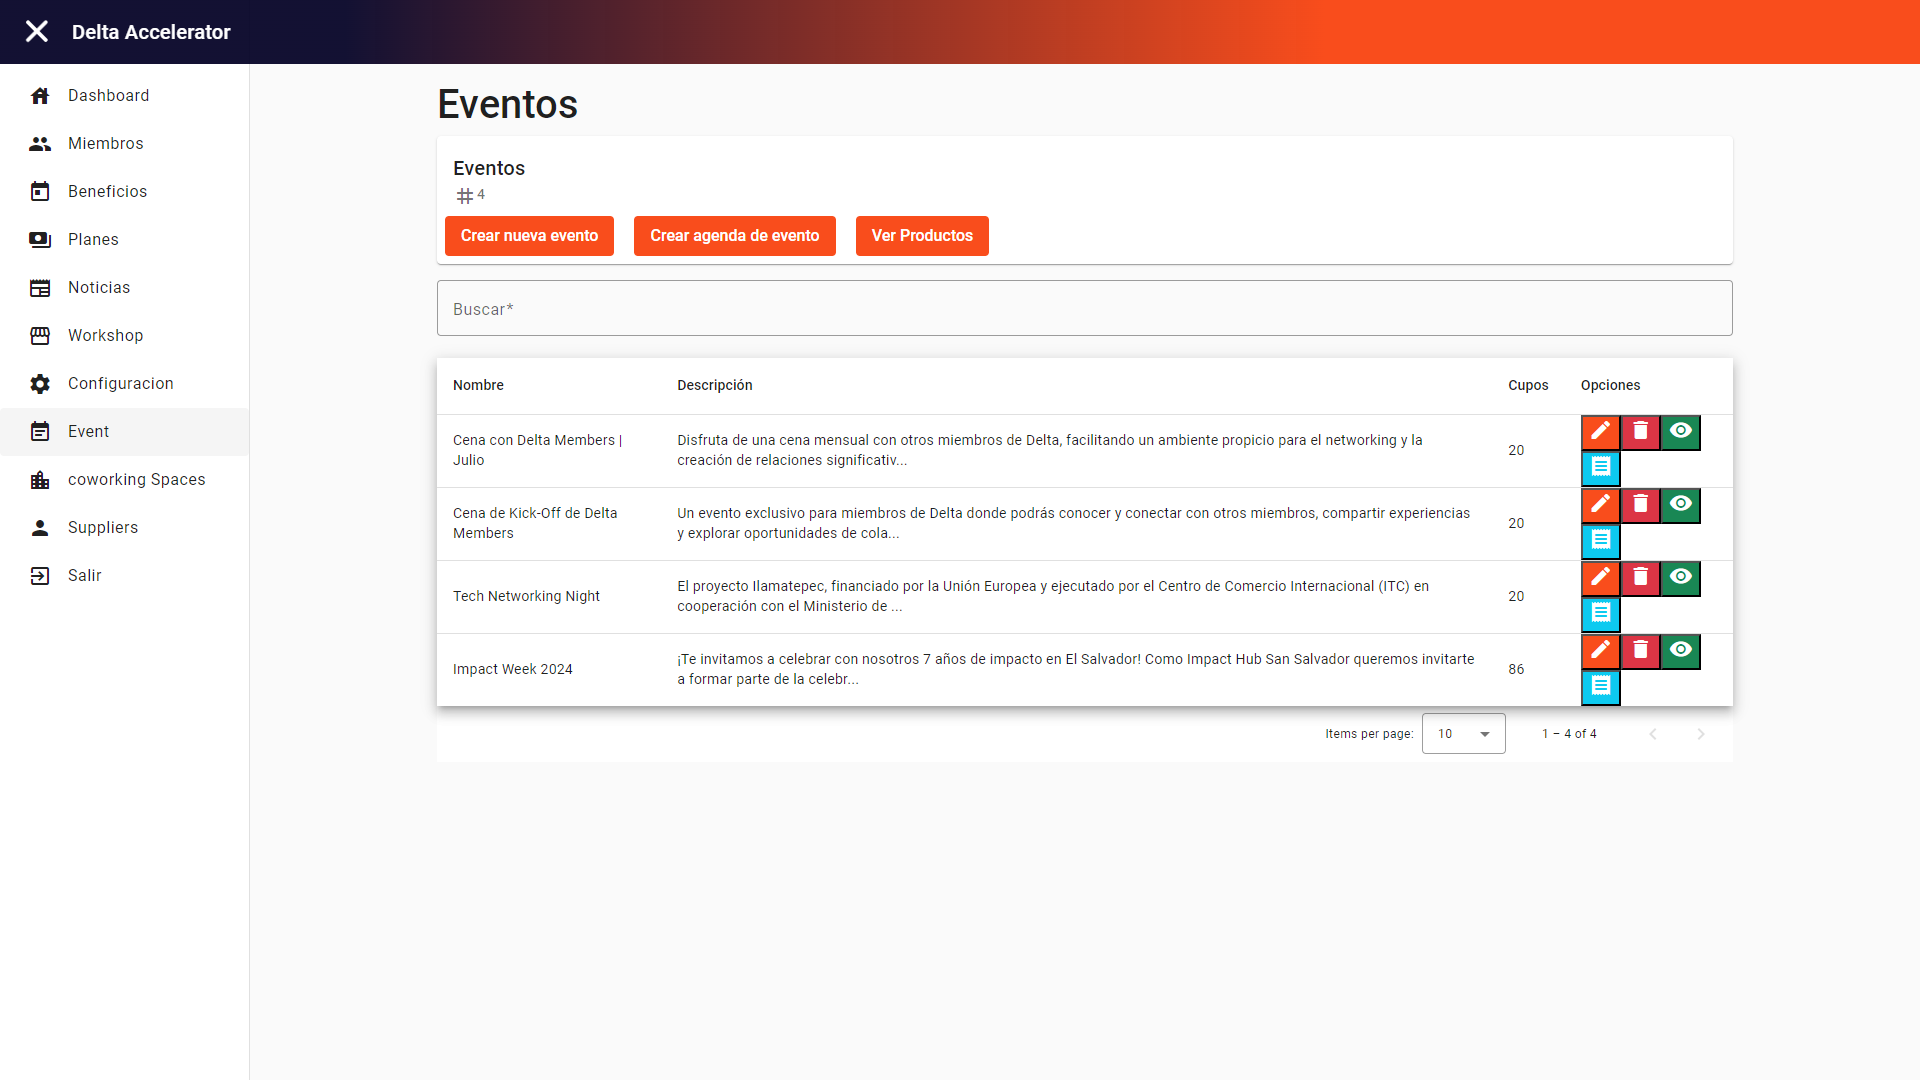 Delta Accelerator
Dashboard
Miembros
Beneficios
Planes
Noticias
Workshop
Configuracion
Event
coworking Spaces
Suppliers
Salir
Eventos
Eventos
# 4
Crear nueva evento
Crear agenda de evento
Ver Productos
Buscar*
Nombre Descripción Cupos Opciones
Cena con Delta Members |
Julio
Disfruta de una cena mensual con otros miembros de Delta, facilitando un ambiente propicio para el networking y la
creación de relaciones significativ...
20
Cena de Kick-Off de Delta
Members
Un evento exclusivo para miembros de Delta donde podrás conocer y conectar con otros miembros, compartir experiencias
y explorar oportunidades de cola...
20
Tech Networking Night
El proyecto Ilamatepec, financiado por la Unión Europea y ejecutado por el Centro de Comercio Internacional (ITC) en
cooperación con el Ministerio de ...
20
Impact Week 2024
¡Te invitamos a celebrar con nosotros 7 años de impacto en El Salvador! Como Impact Hub San Salvador queremos invitarte
a formar parte de la celebr...
86
Items per page: 10 1 – 4 of 4